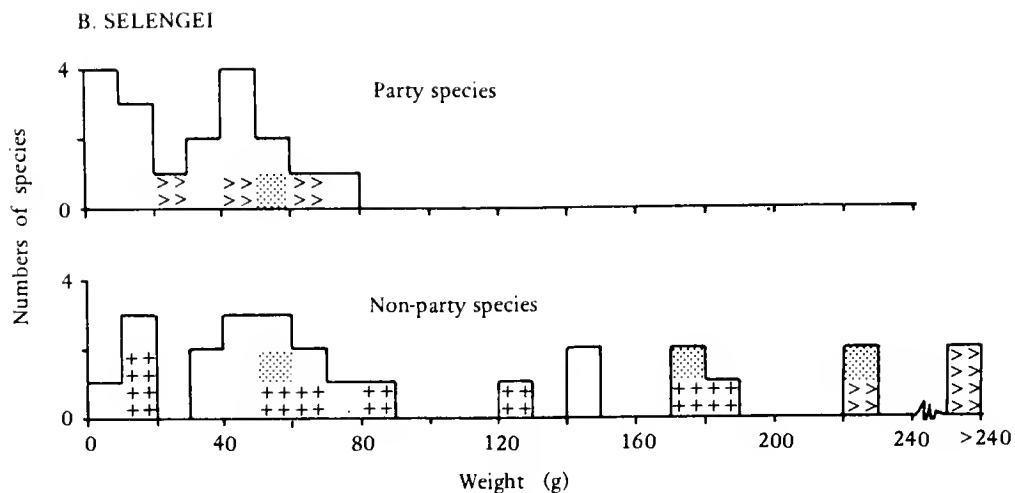 B. SELENGEI
4
Party species
0
Numbers of species
4
Non-party species
0
0 40 80 120 160 200 240 >240
Weight (g)